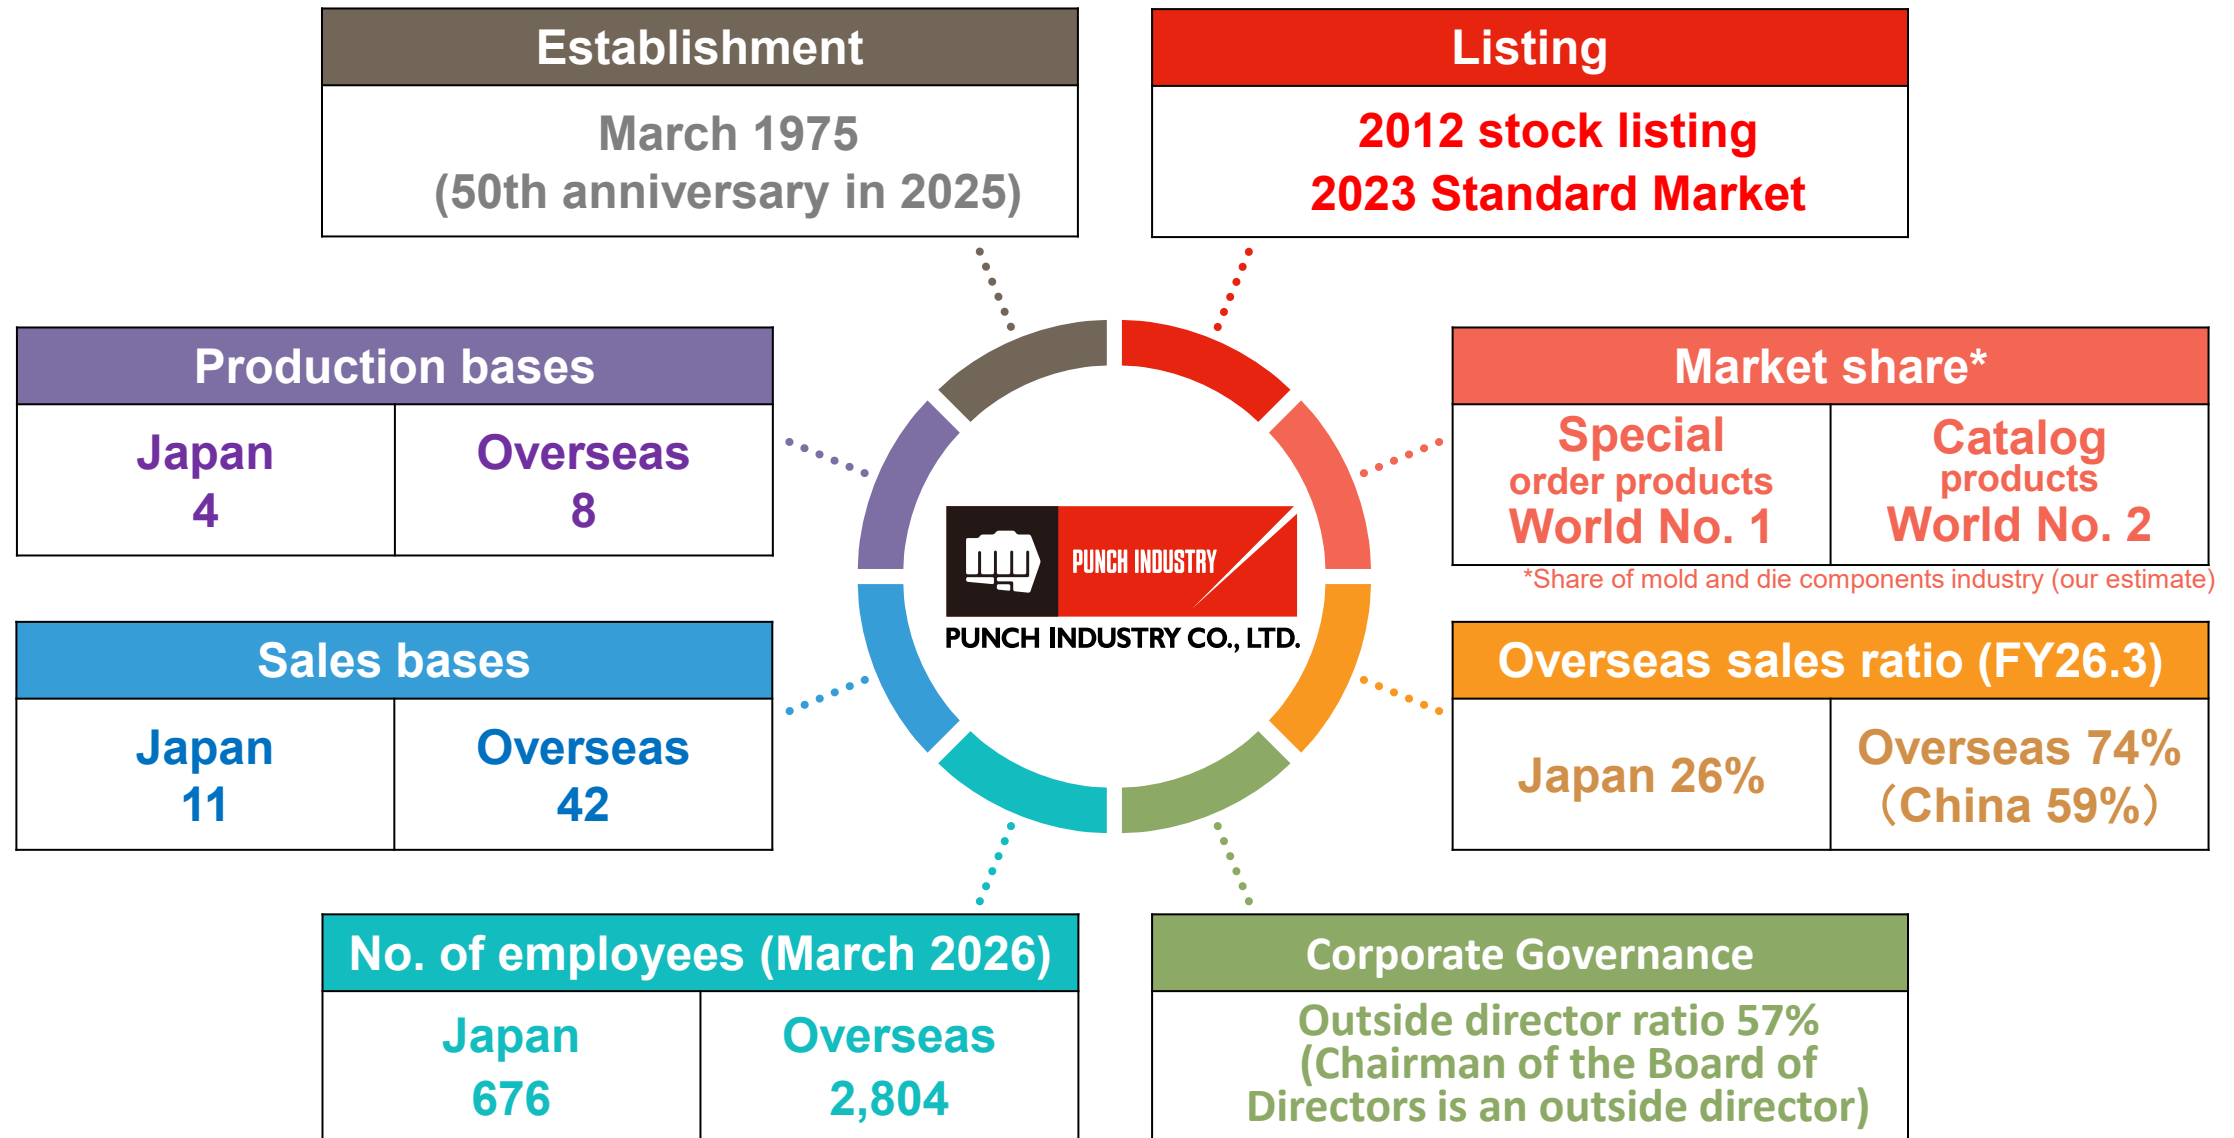 Establishment
March 1975
(50th anniversary in 2025)
Listing
2012 stock listing
2023 Standard Market
Production bases
Japan
4
Overseas
8
Market share*
Special
order products
World No. 1
Catalog
products
World No. 2
*Share of mold and die components industry (our estimate)
PUNCH INDUSTRY
PUNCH INDUSTRY CO., LTD.
Sales bases
Japan
11
Overseas
42
Overseas sales ratio (FY26.3)
Japan 26%
Overseas 74%
（China 59%）
No. of employees (March 2026)
Japan
676
Overseas
2,804
Corporate Governance
Outside director ratio 57%
(Chairman of the Board of
Directors is an outside director)